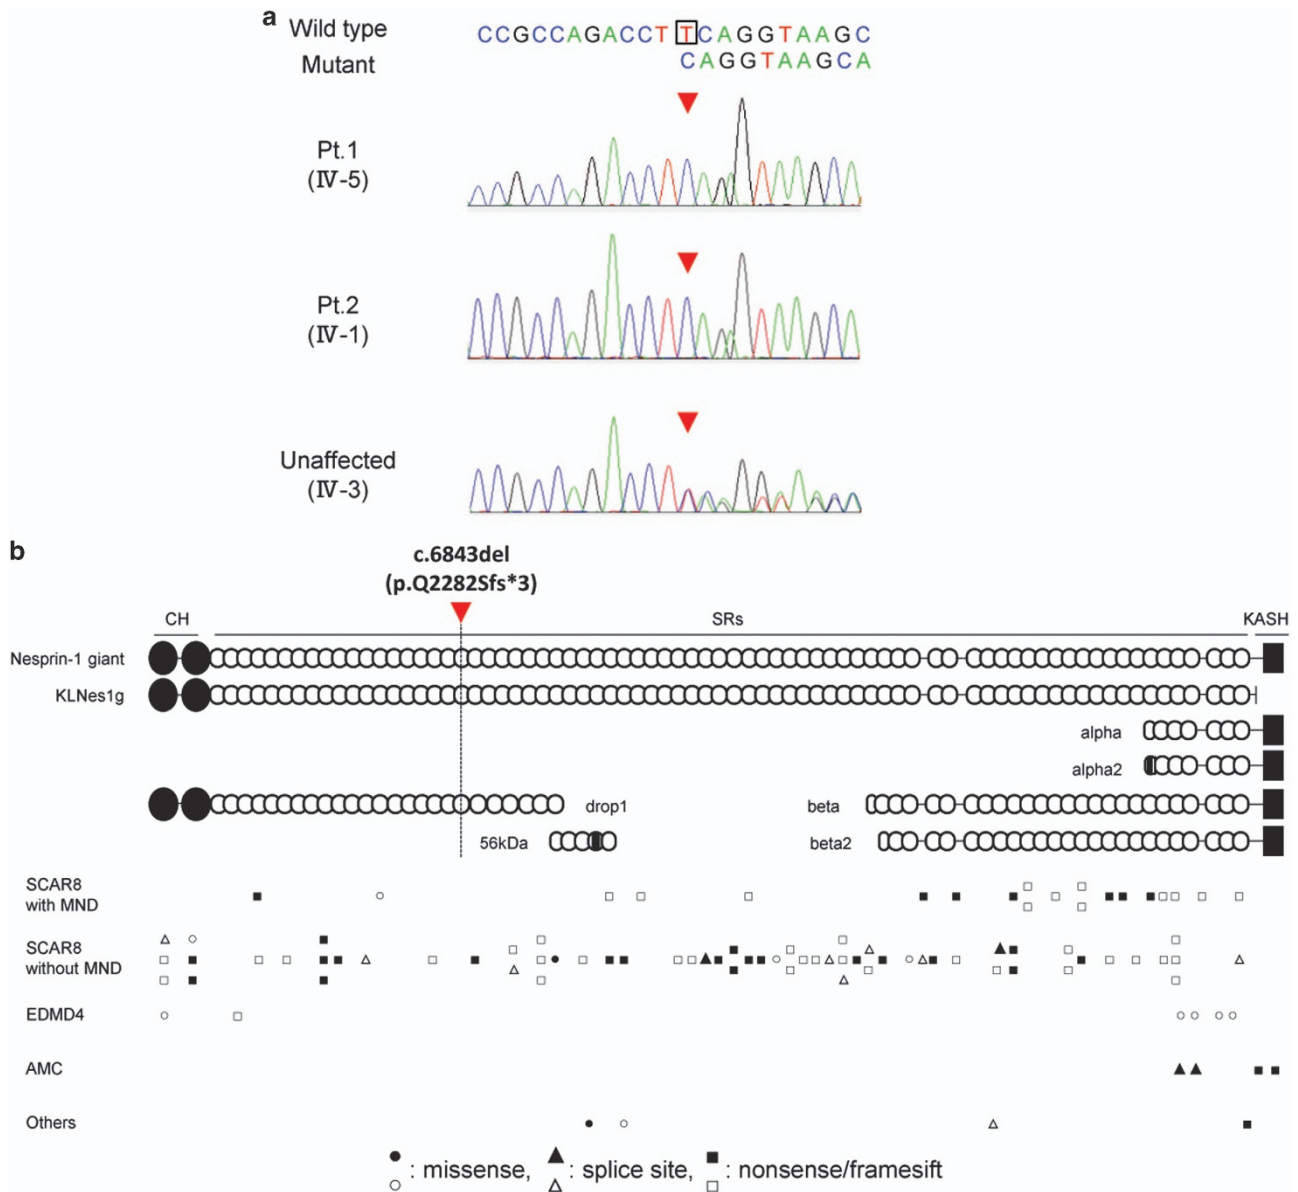 a
Wild type CCGCCAGACCTTCAGGTAAGC
Mutant CAGGTAAGCA
Pt.1
(Ⅳ-5)
Pt.2
(Ⅳ-1)
Unaffected
(Ⅳ-3)
b
c.6843del
(p.Q2282Sfs*3)
CH SRs KASH
Nesprin-1 giant
KLNes1g
alpha
alpha2
drop1 beta
56kDa beta2
SCAR8
with MND
SCAR8
without MND
EDMD4
AMC
Others
: missense, : splice site, : nonsense/framesift